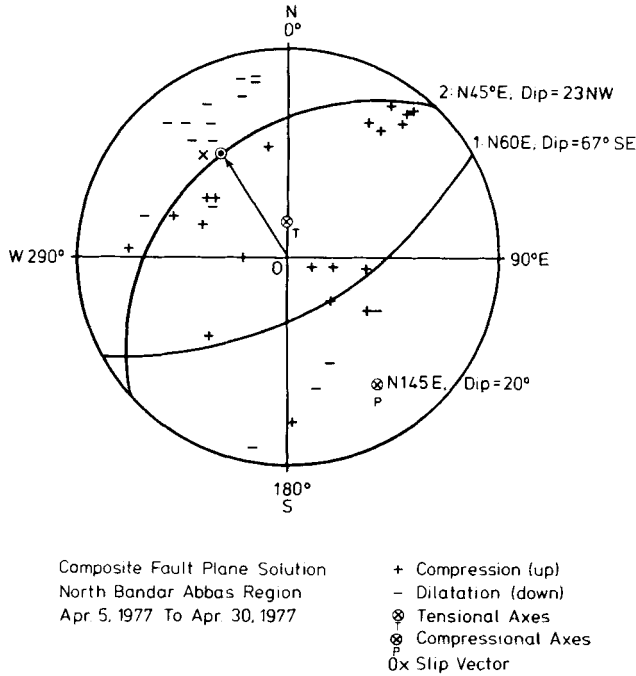 N
0°
2: N45°E, Dip=23NW
1: N60E, Dip=67° SE
x
T
W 290°
0
90°E
N145E, Dip=20°
P
180°
S
Composite Fault Plane Solution
North Bandar Abbas Region
Apr. 5, 1977 To Apr. 30, 1977
+ Compression (up)
– Dilatation (down)
⊗ Tensional Axes
T
⊗ Compressional Axes
P
0x Slip Vector